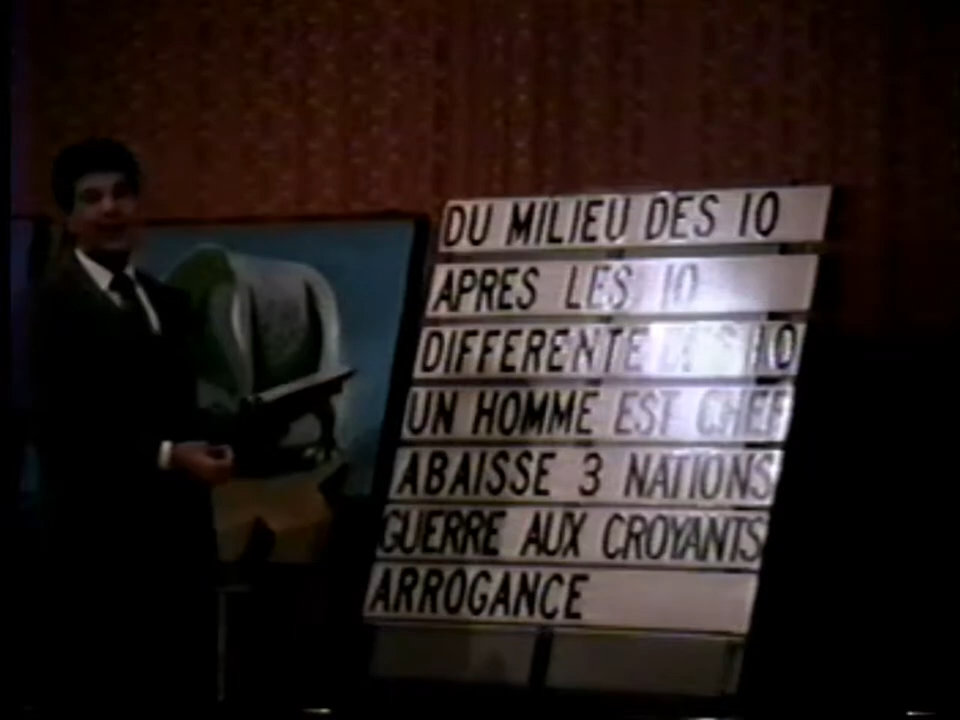 DU MILIEU DES 10
APRES LES 10
DIFFERENTE DES 10
UN HOMME EST CHEF
ABAISSE 3 NATIONS
GUERRE AUX CROYANTS
ARROGANCE